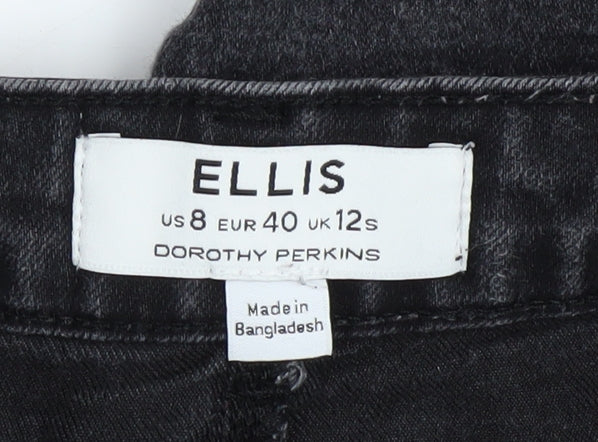 ELLIS
US 8 EUR 40 UK 12S
DOROTHY PERKINS
Made in
Bangladesh